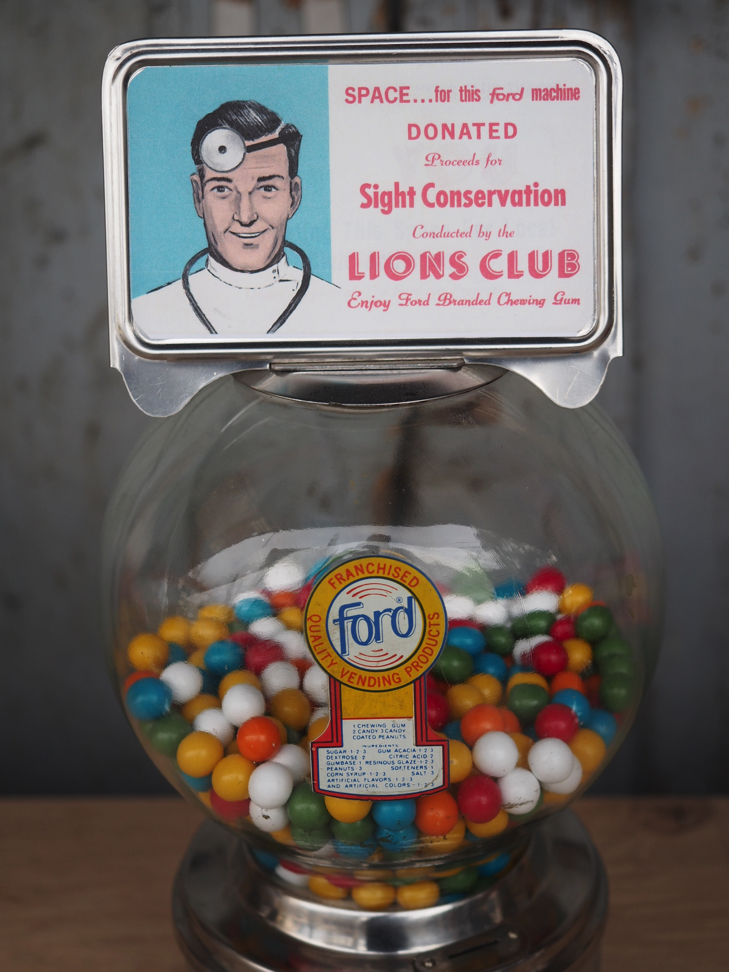 SPACE...for this ford machine
DONATED
Proceeds for
Sight Conservation
Conducted by the
LIONS CLUB
Enjoy Ford Branded Chewing Gum
FRANCHISED
ford®
QUALITY VENDING PRODUCTS
1 CHEWING GUM
2 CANDY 3 CANDY
COATED PEANUTS
INGREDIENTS
SUGAR 1-2-3 GUM ACACIA 1-2-3
DEXTROSE 2 CITRIC ACID 2
GUMBASE 1 RESINOUS GLAZE 1-2-3
PEANUTS 3 SOFTENERS 1
CORN SYRUP 1-2-3 SALT 3
ARTIFICIAL FLAVORS 1-2-3
AND ARTIFICIAL COLORS 1-2-3